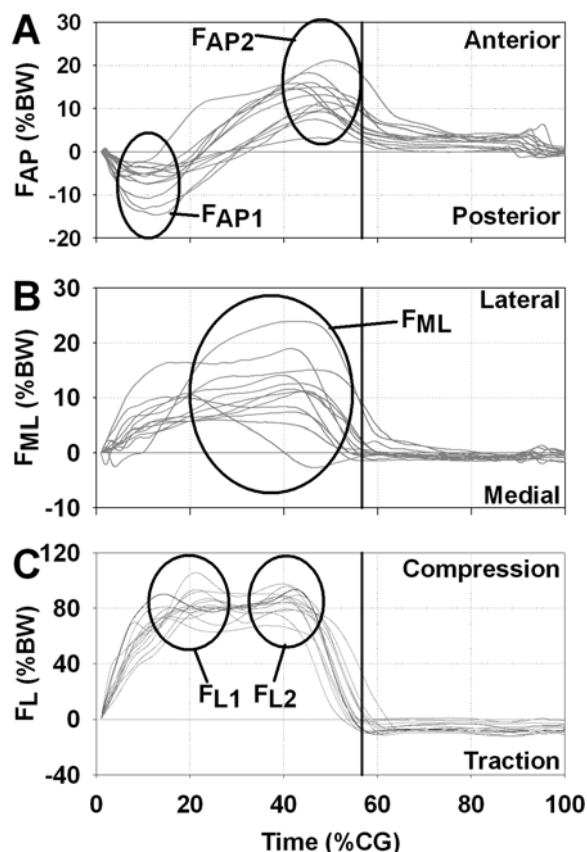 A
30
20
10
0
-10
-20
FAP (%BW)
FAP2
Anterior
FAP1
Posterior
B
30
20
10
0
-10
FML (%BW)
Lateral
FML
Medial
C
120
80
40
0
-40
FL (%BW)
Compression
FL1
FL2
Traction
0 20 40 60 80 100
Time (%CG)